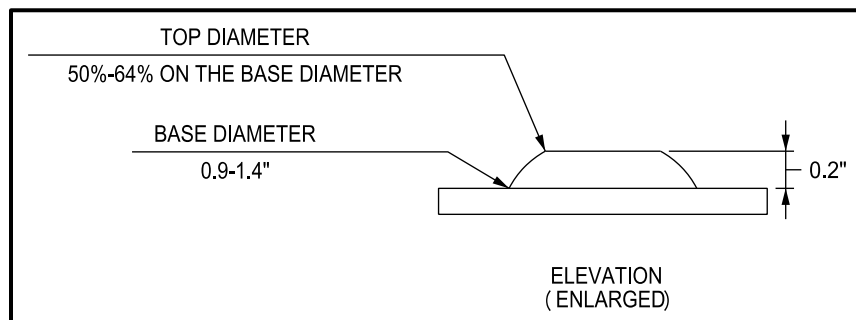 TOP DIAMETER
50%-64% ON THE BASE DIAMETER
BASE DIAMETER
0.9-1.4"
0.2"
ELEVATION
( ENLARGED)